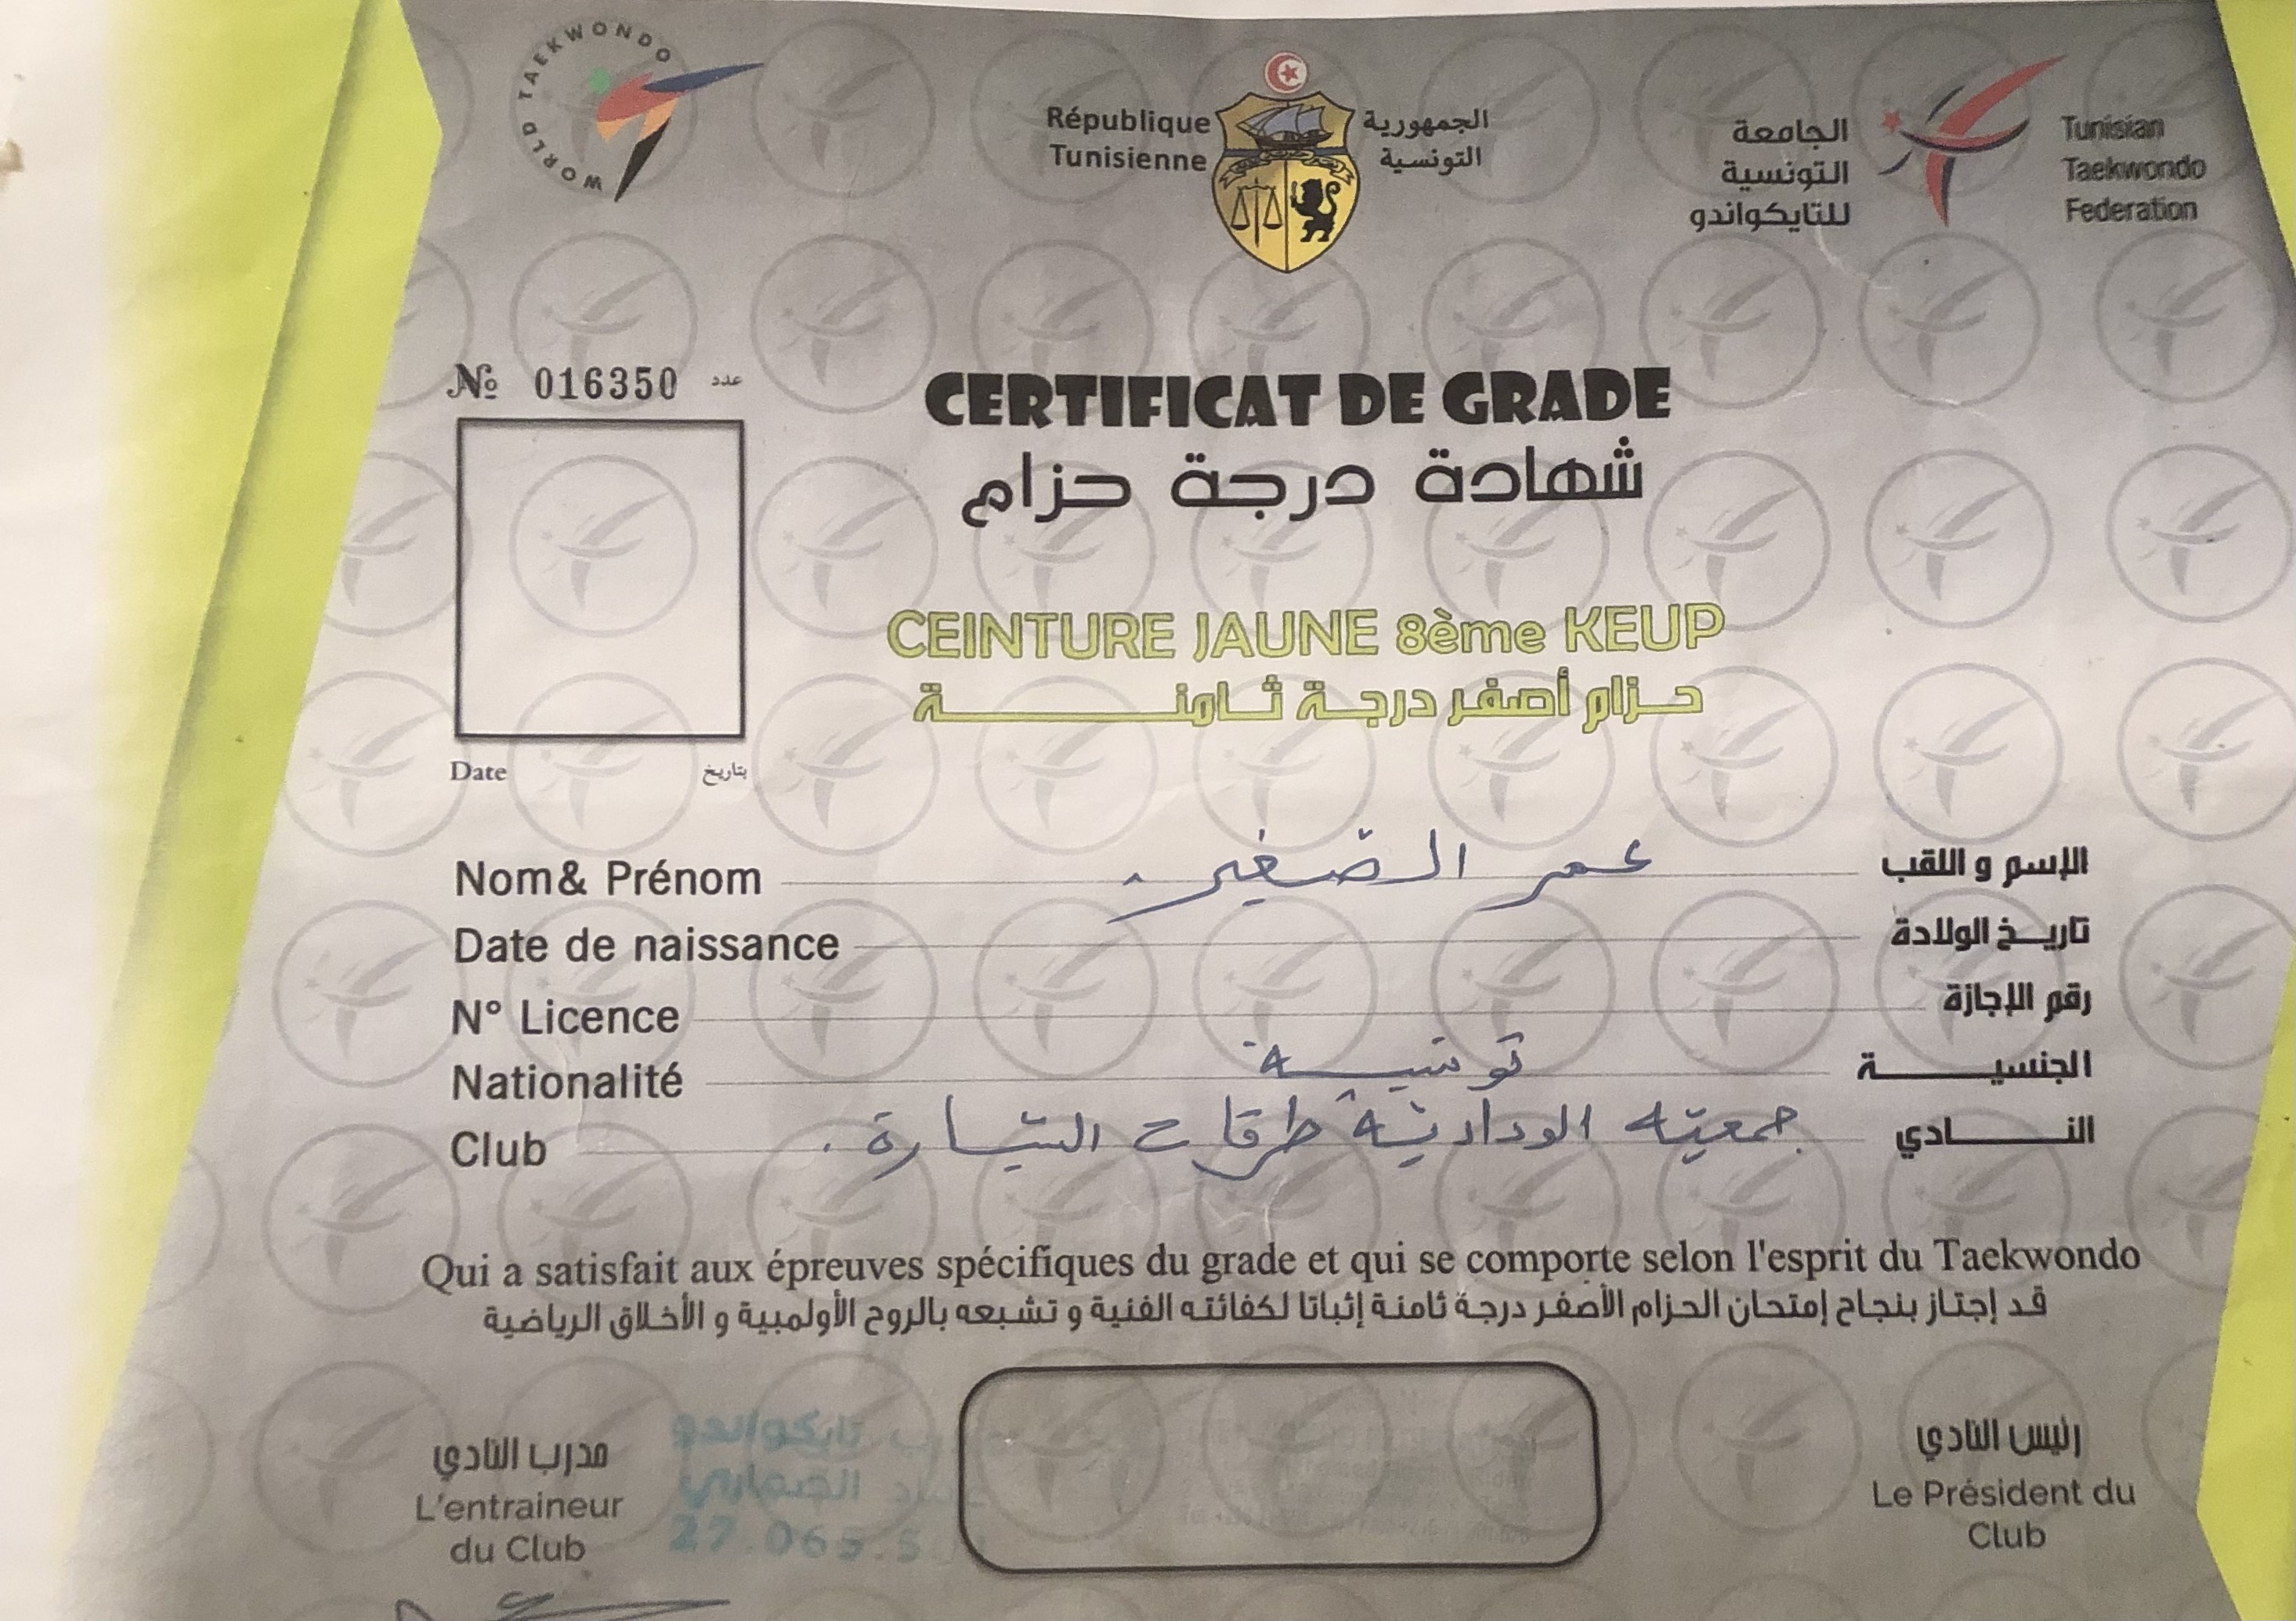 WORLD TAEKWONDO
République
Tunisienne
الجمهورية
التونسية
الجامعة
التونسية
للتايكواندو
Tunisian
Taekwondo
Federation
№ 016350 عدد
CERTIFICAT DE GRADE
شهادة درجة حزام
CEINTURE JAUNE 8ème KEUP
حزام أصفر درجة ثامنة
Date بتاريخ
Nom& Prénom عمر الصغير الإسم و اللقب
Date de naissance تاريخ الولادة
N° Licence رقم الإجازة
Nationalité تونسية الجنسية
Club جمعية الودادية السيارة النادي
Qui a satisfait aux épreuves spécifiques du grade et qui se comporte selon l'esprit du Taekwondo
قد إجتاز بنجاح إمتحان الحزام الأصفر درجة ثامنة إثباتا لكفائته الفنية و تشبعه بالروح الأولمبية و الأخلاق الرياضية
مدرب النادي
L'entraineur
du Club
تايكواندو
رئيس النادي
Le Président du
Club